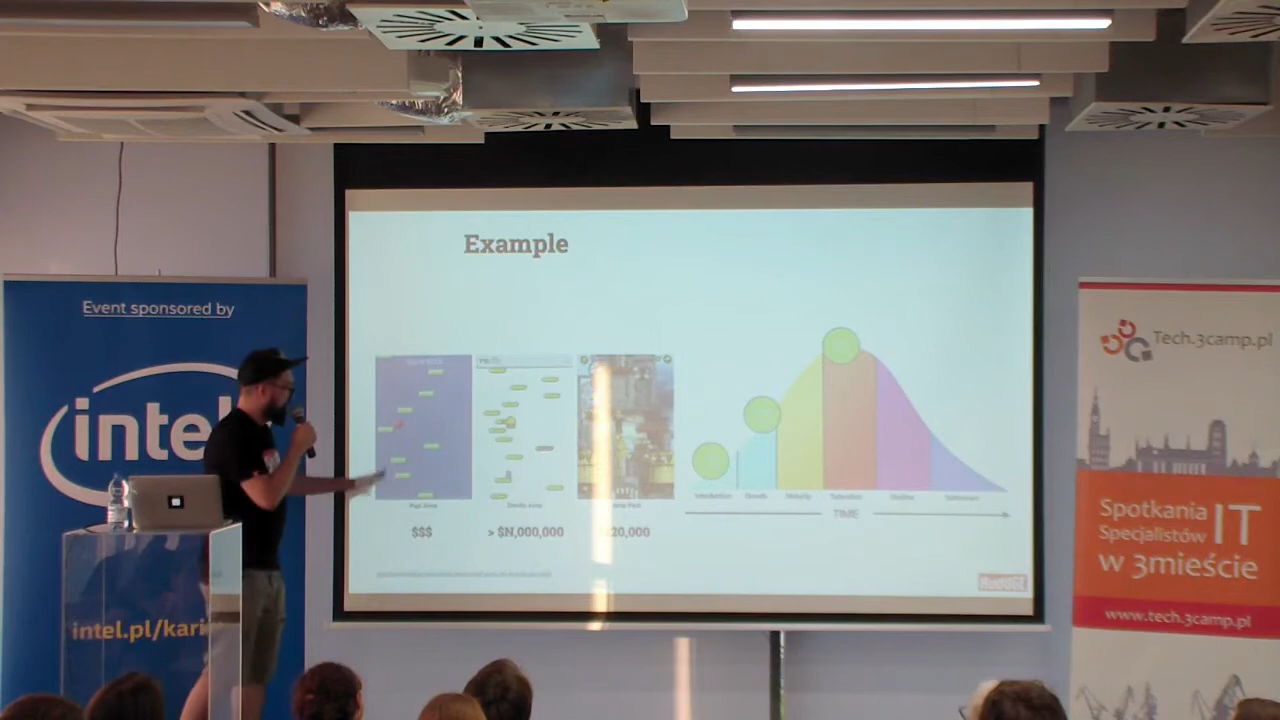 Event sponsored by
intel
intel.pl/kari
Example
$$$
> $N,000,000
20,000
Introduction
Growth
Maturity
Saturation
Decline
TIME
Tech.3camp.pl
Spotkania
Specjalistów
IT
w 3mieście
www.tech.3camp.pl